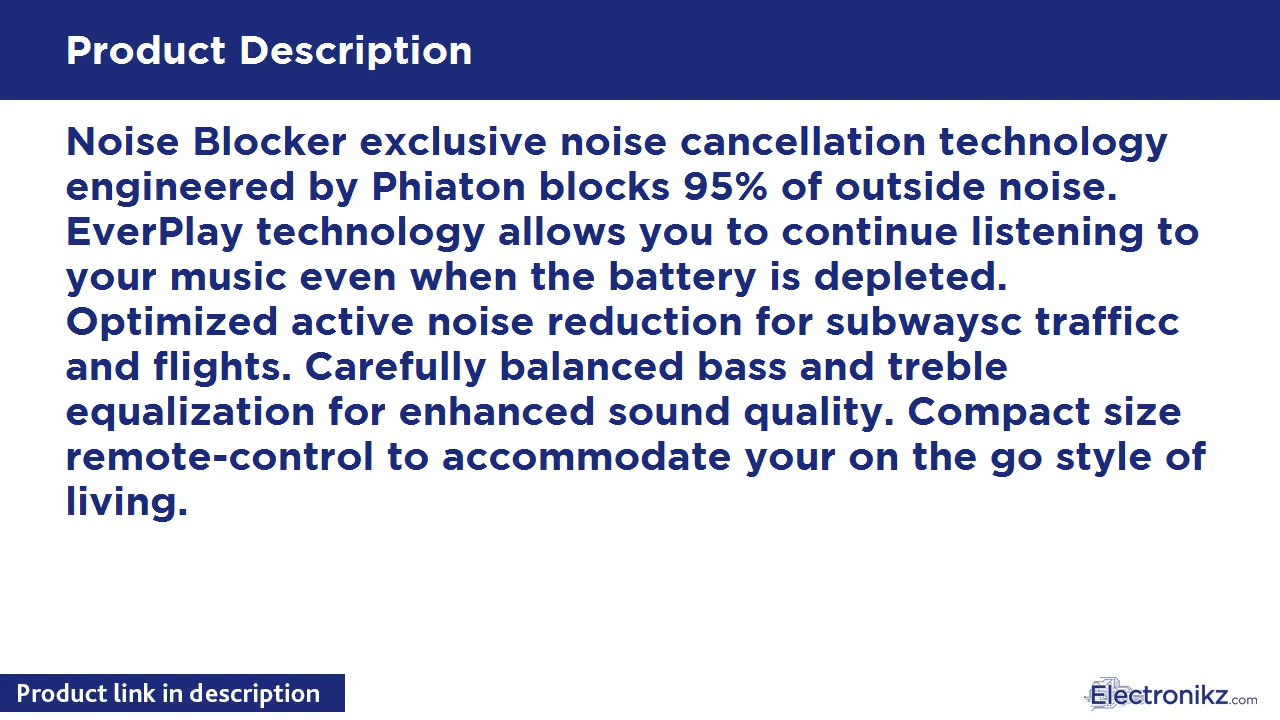 Product Description
Noise Blocker exclusive noise cancellation technology
engineered by Phiaton blocks 95% of outside noise.
EverPlay technology allows you to continue listening to
your music even when the battery is depleted.
Optimized active noise reduction for subwaysc trafficc
and flights. Carefully balanced bass and treble
equalization for enhanced sound quality. Compact size
remote-control to accommodate your on the go style of
living.
Product link in description
Electronikz.com